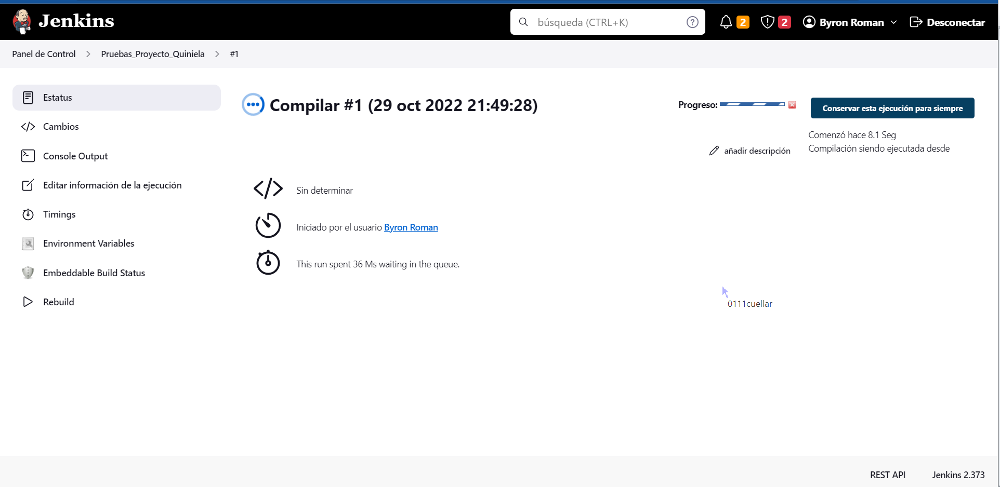 Jenkins
búsqueda (CTRL+K)
2
2
Byron Roman
Desconectar
Panel de Control
Pruebas_Proyecto_Quiniela
#1
Estatus
Cambios
Console Output
Editar información de la ejecución
Timings
Environment Variables
Embeddable Build Status
Rebuild
Compilar #1 (29 oct 2022 21:49:28)
Progreso:
Conservar esta ejecución para siempre
Comenzó hace 8.1 Seg
Compilación siendo ejecutada desde
añadir descripción
Sin determinar
Iniciado por el usuario Byron Roman
This run spent 36 Ms waiting in the queue.
0111cuellar
REST API
Jenkins 2.373